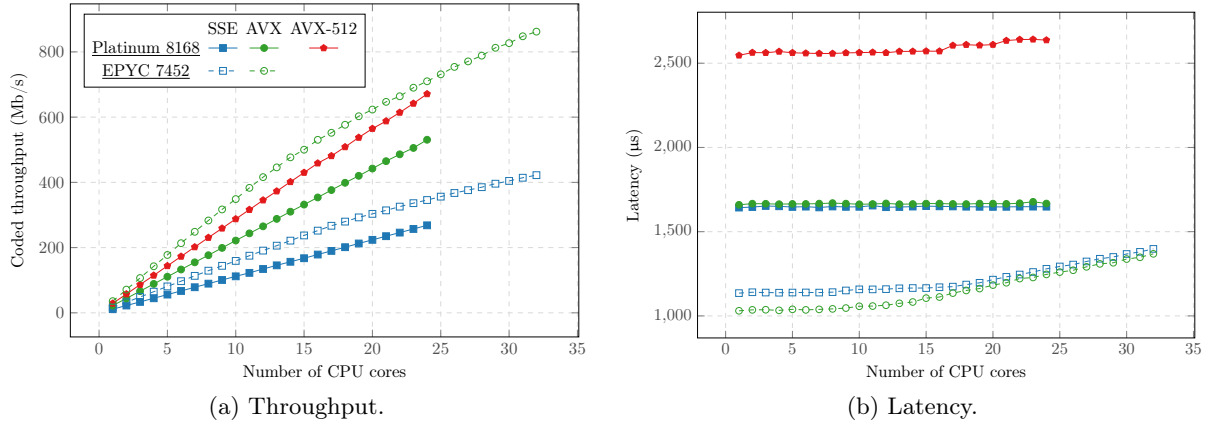 SSE AVX AVX-512
Platinum 8168
EPYC 7452
Coded throughput (Mb/s)
800
600
400
200
0
0 5 10 15 20 25 30 35
Number of CPU cores
(a) Throughput.
Latency (µs)
2,500
2,000
1,500
1,000
0 5 10 15 20 25 30 35
Number of CPU cores
(b) Latency.